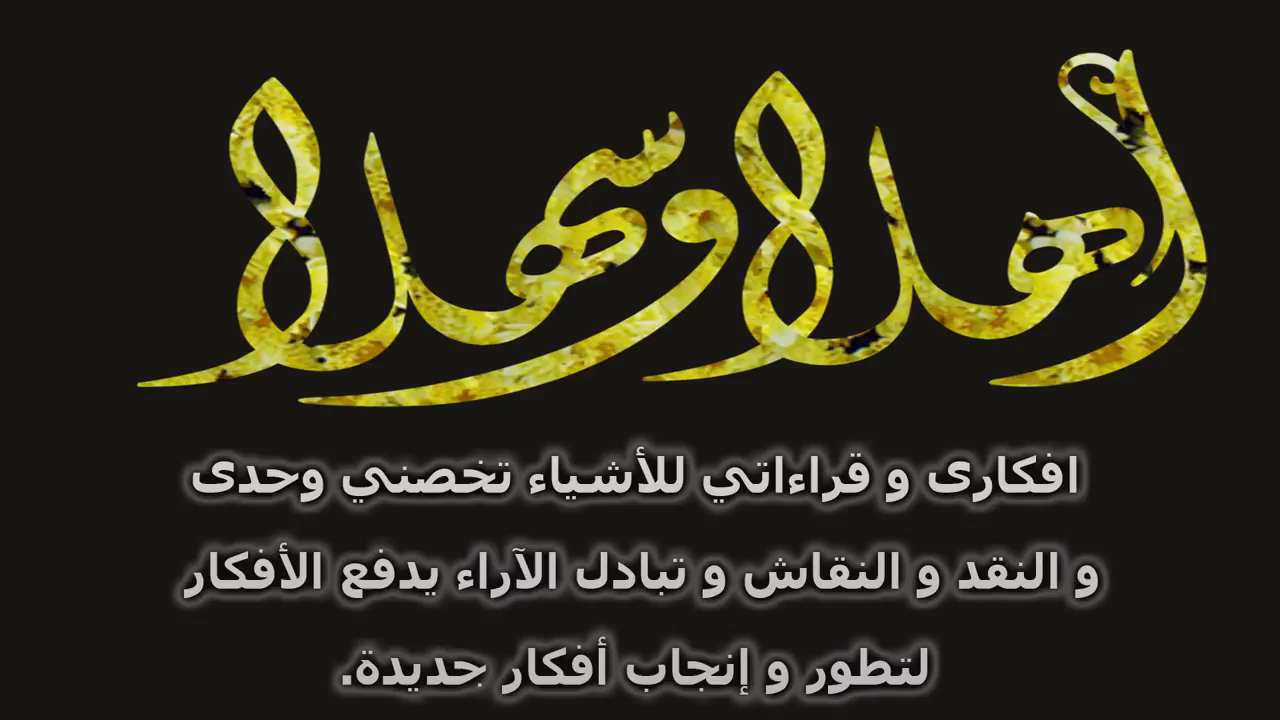 أهلا وسهلا
افكارى و قراءاتي للأشياء تخصني وحدى
و النقد و النقاش و تبادل الآراء يدفع الأفكار
لتطور و إنجاب أفكار جديدة.